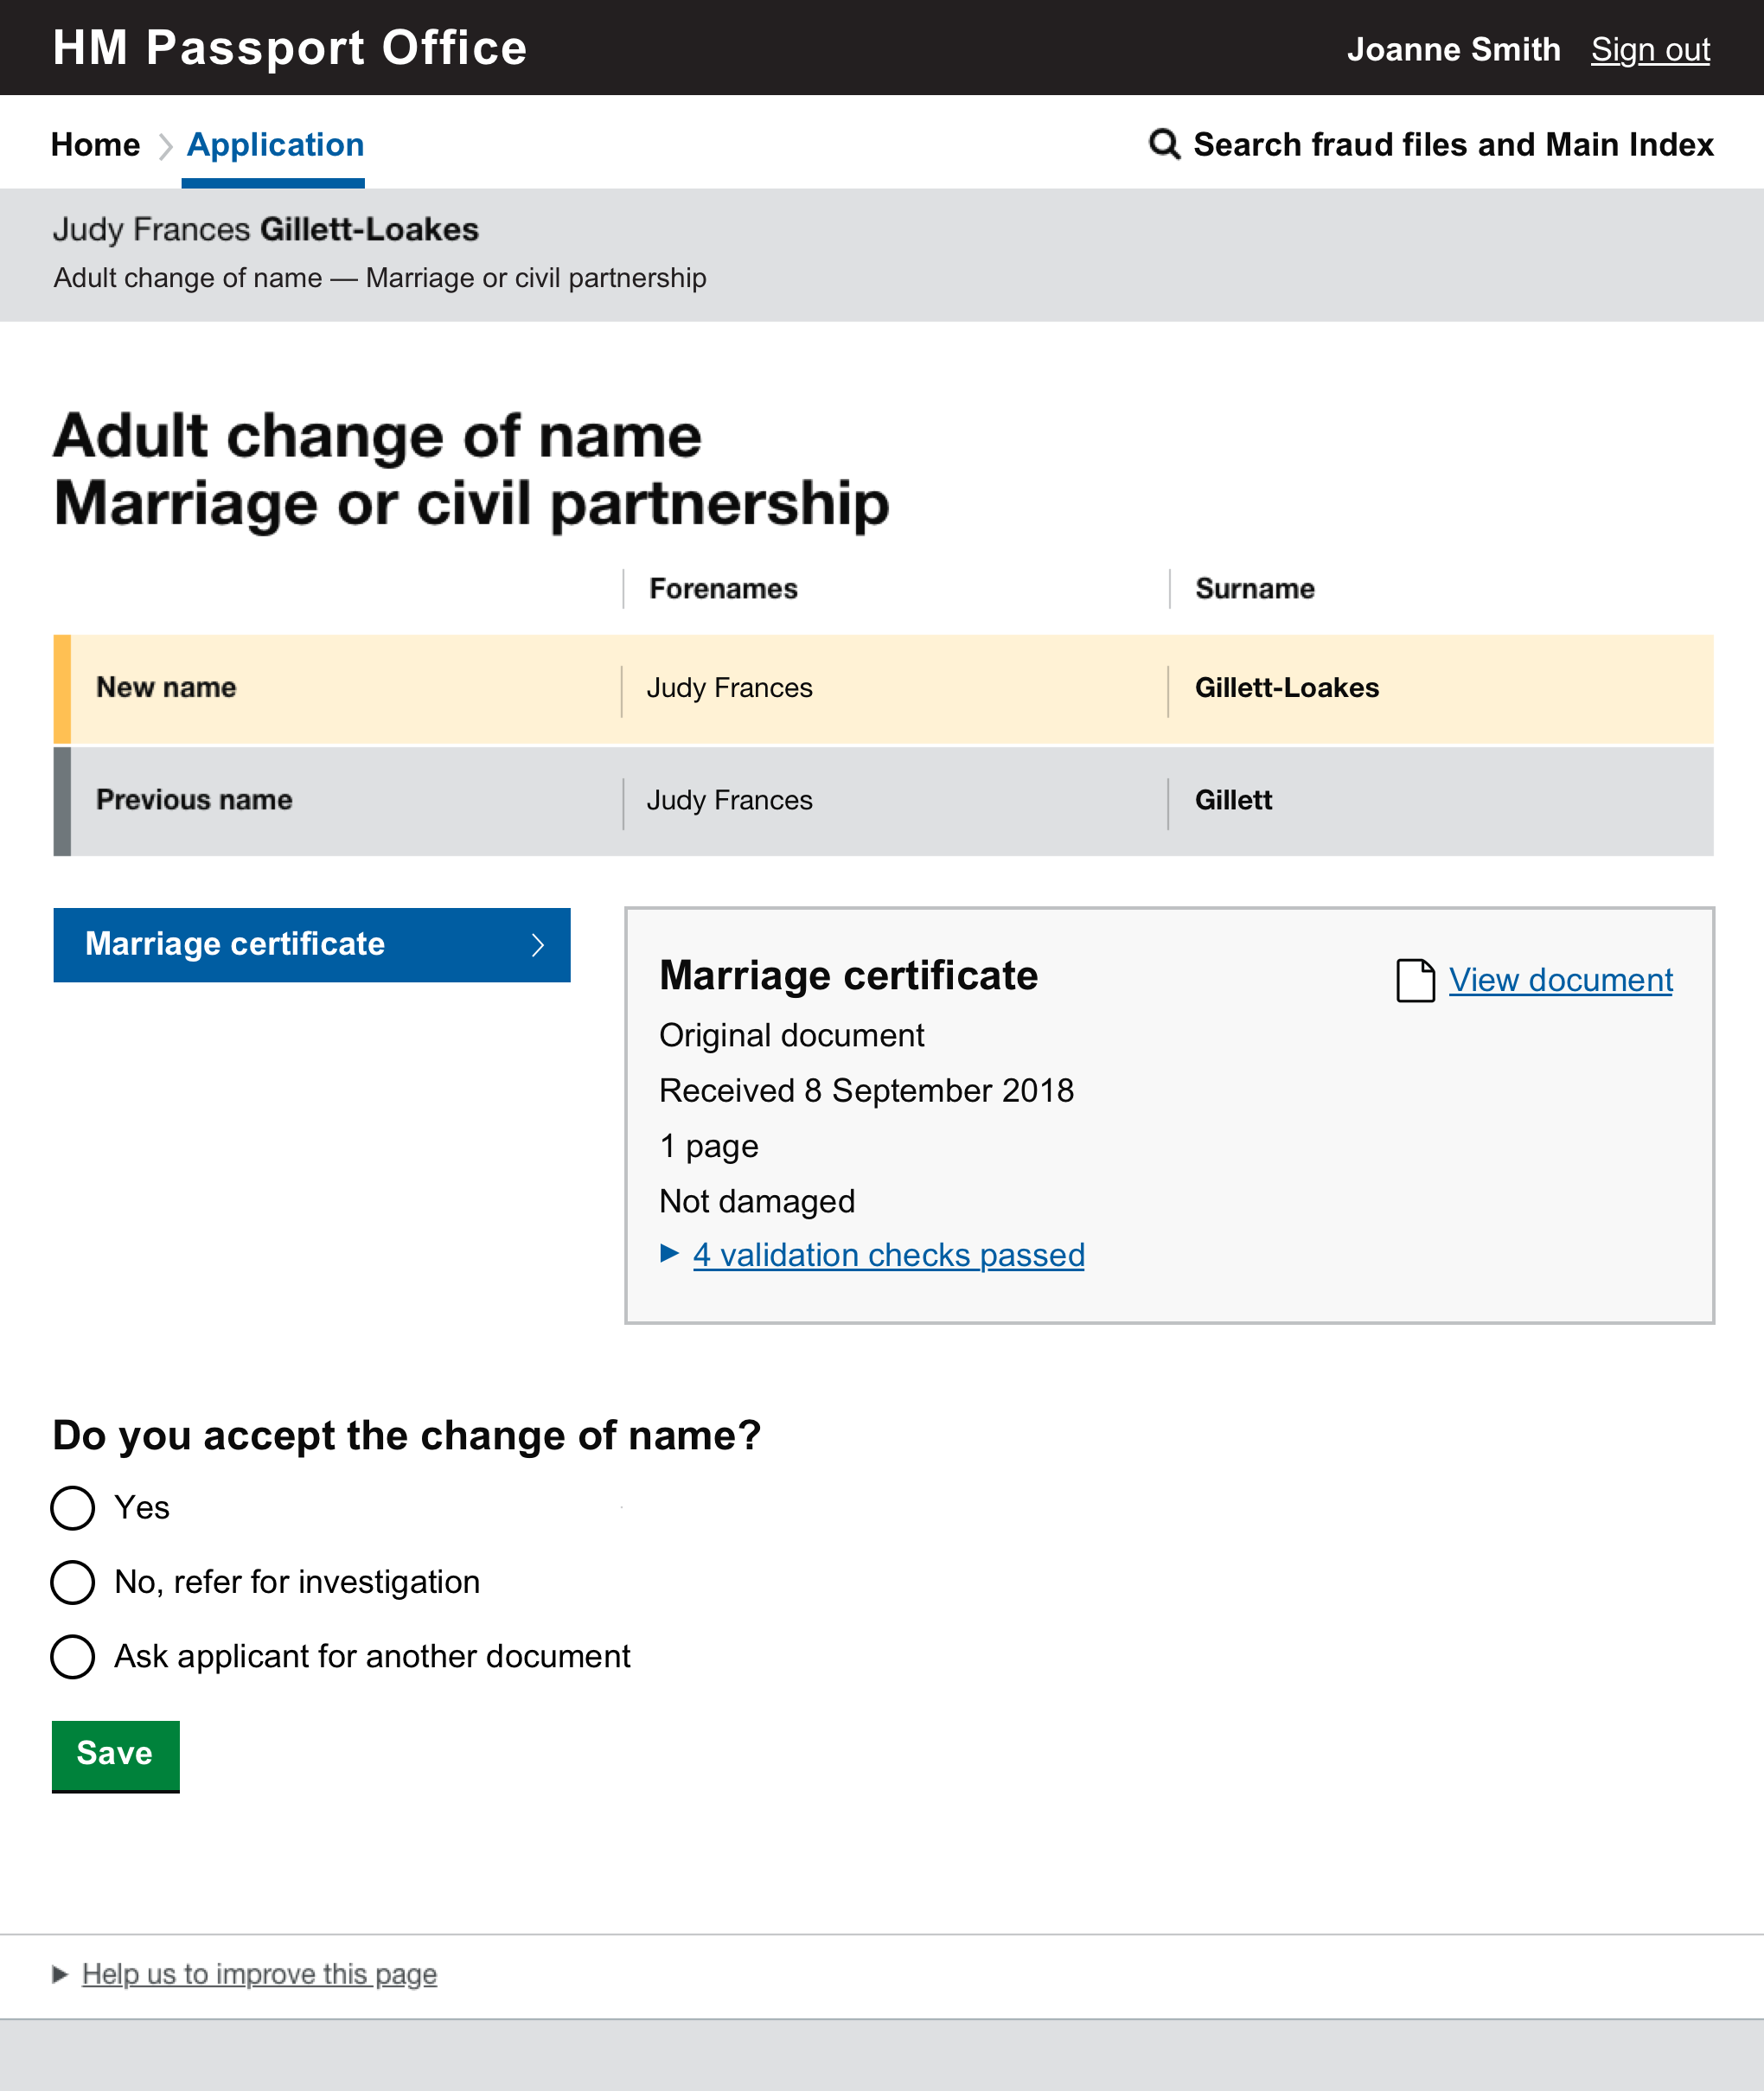 HM Passport Office
Joanne Smith Sign out
Home Application
Search fraud files and Main Index
Judy Frances Gillett-Loakes
Adult change of name — Marriage or civil partnership
Adult change of name
Marriage or civil partnership
Forenames Surname
New name Judy Frances Gillett-Loakes
Previous name Judy Frances Gillett
Marriage certificate
Marriage certificate
View document
Original document
Received 8 September 2018
1 page
Not damaged
4 validation checks passed
Do you accept the change of name?
Yes
No, refer for investigation
Ask applicant for another document
Save
Help us to improve this page